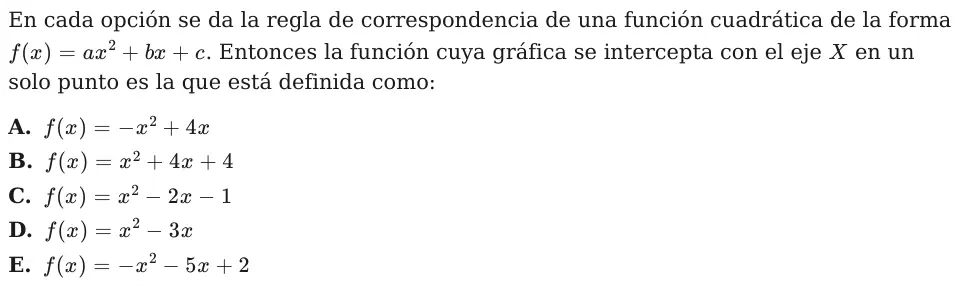 En cada opción se da la regla de correspondencia de una función cuadrática de la forma
f(x) = ax² + bx + c. Entonces la función cuya gráfica se intercepta con el eje X en un
solo punto es la que está definida como:
A. f(x) = −x² + 4x
B. f(x) = x² + 4x + 4
C. f(x) = x² − 2x − 1
D. f(x) = x² − 3x
E. f(x) = −x² − 5x + 2